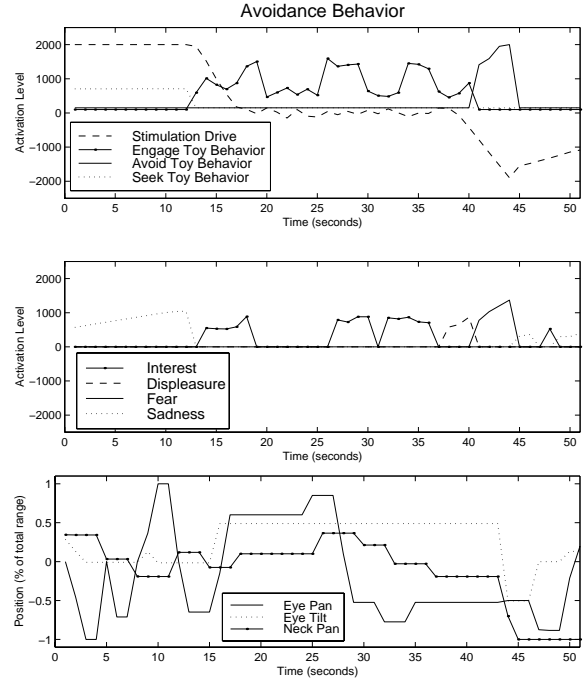 Avoidance Behavior
2000
1000
0
−1000
−2000
Activation Level
Stimulation Drive
Engage Toy Behavior
Avoid Toy Behavior
Seek Toy Behavior
0 5 10 15 20 25 30 35 40 45 50
Time (seconds)
2000
1000
0
−1000
−2000
Activation Level
Interest
Displeasure
Fear
Sadness
0 5 10 15 20 25 30 35 40 45 50
Time (seconds)
1
0.5
0
−0.5
−1
Position (% of total range)
Eye Pan
Eye Tilt
Neck Pan
0 5 10 15 20 25 30 35 40 45 50
Time (seconds)